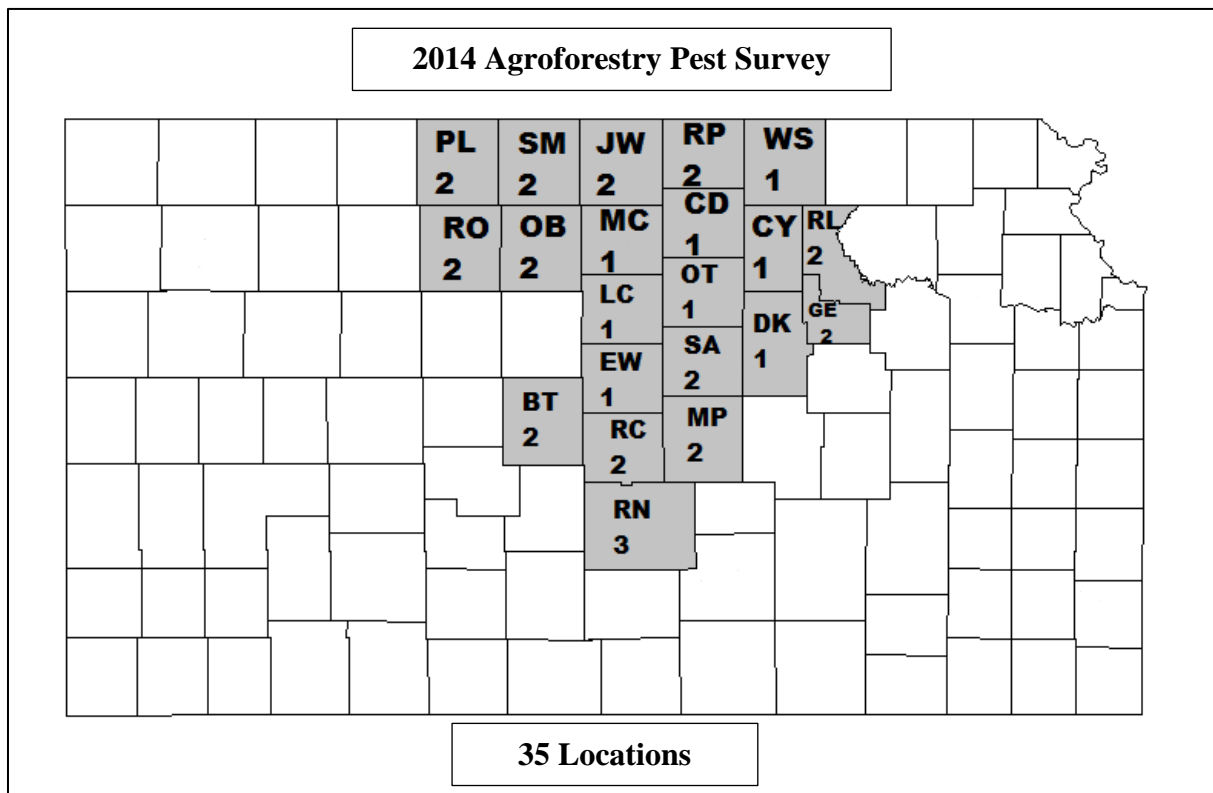 2014 Agroforestry Pest Survey
PL
2
SM
2
JW
2
RP
2
WS
1
RO
2
OB
2
MC
1
CD
1
CY
1
RL
2
LC
1
OT
1
DK
1
GE
2
EW
1
SA
2
BT
2
RC
2
MP
2
RN
3
35 Locations